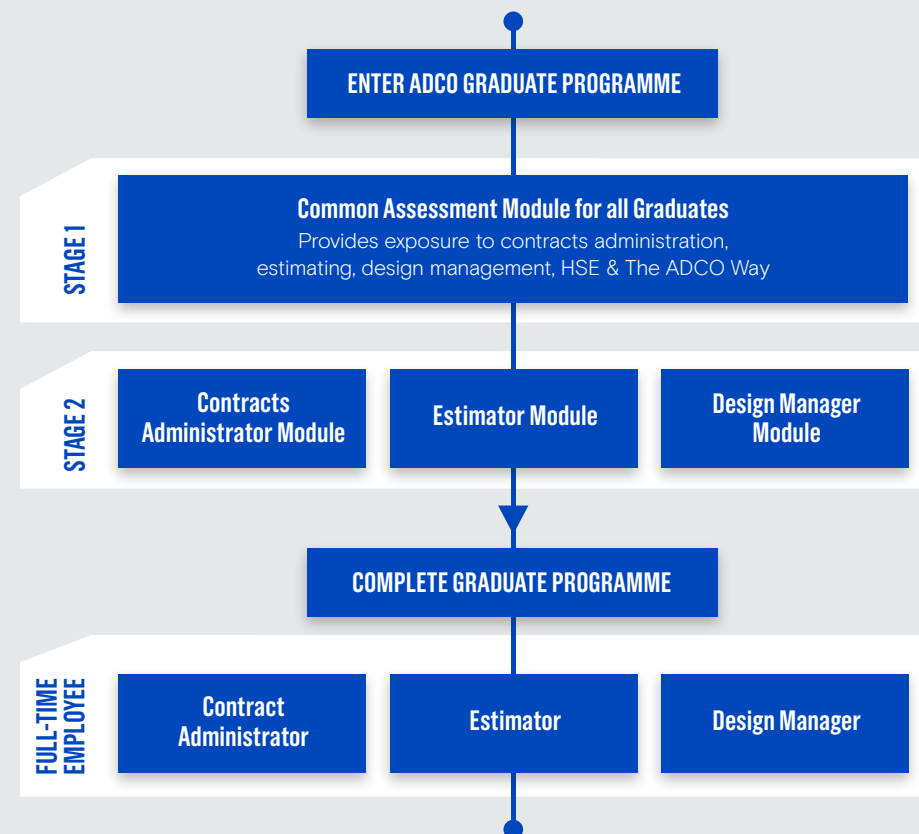 ENTER ADCO GRADUATE PROGRAMME
STAGE 1
Common Assessment Module for all Graduates
Provides exposure to contracts administration,
estimating, design management, HSE & The ADCO Way
STAGE 2
Contracts
Administrator Module
Estimator Module
Design Manager
Module
COMPLETE GRADUATE PROGRAMME
FULL-TIME
EMPLOYEE
Contract
Administrator
Estimator
Design Manager